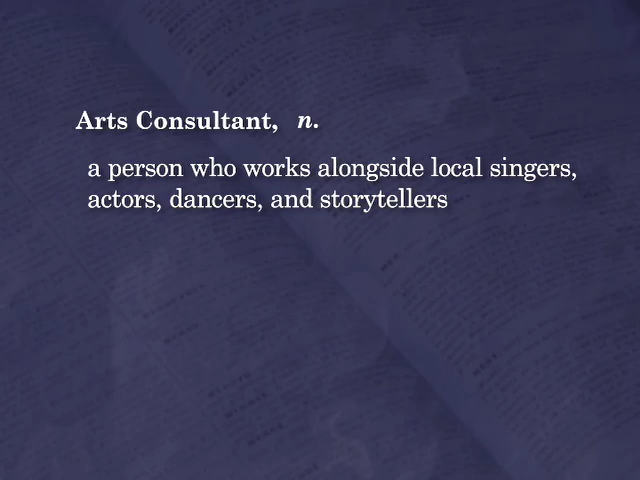 Arts Consultant, n.
a person who works alongside local singers,
actors, dancers, and storytellers